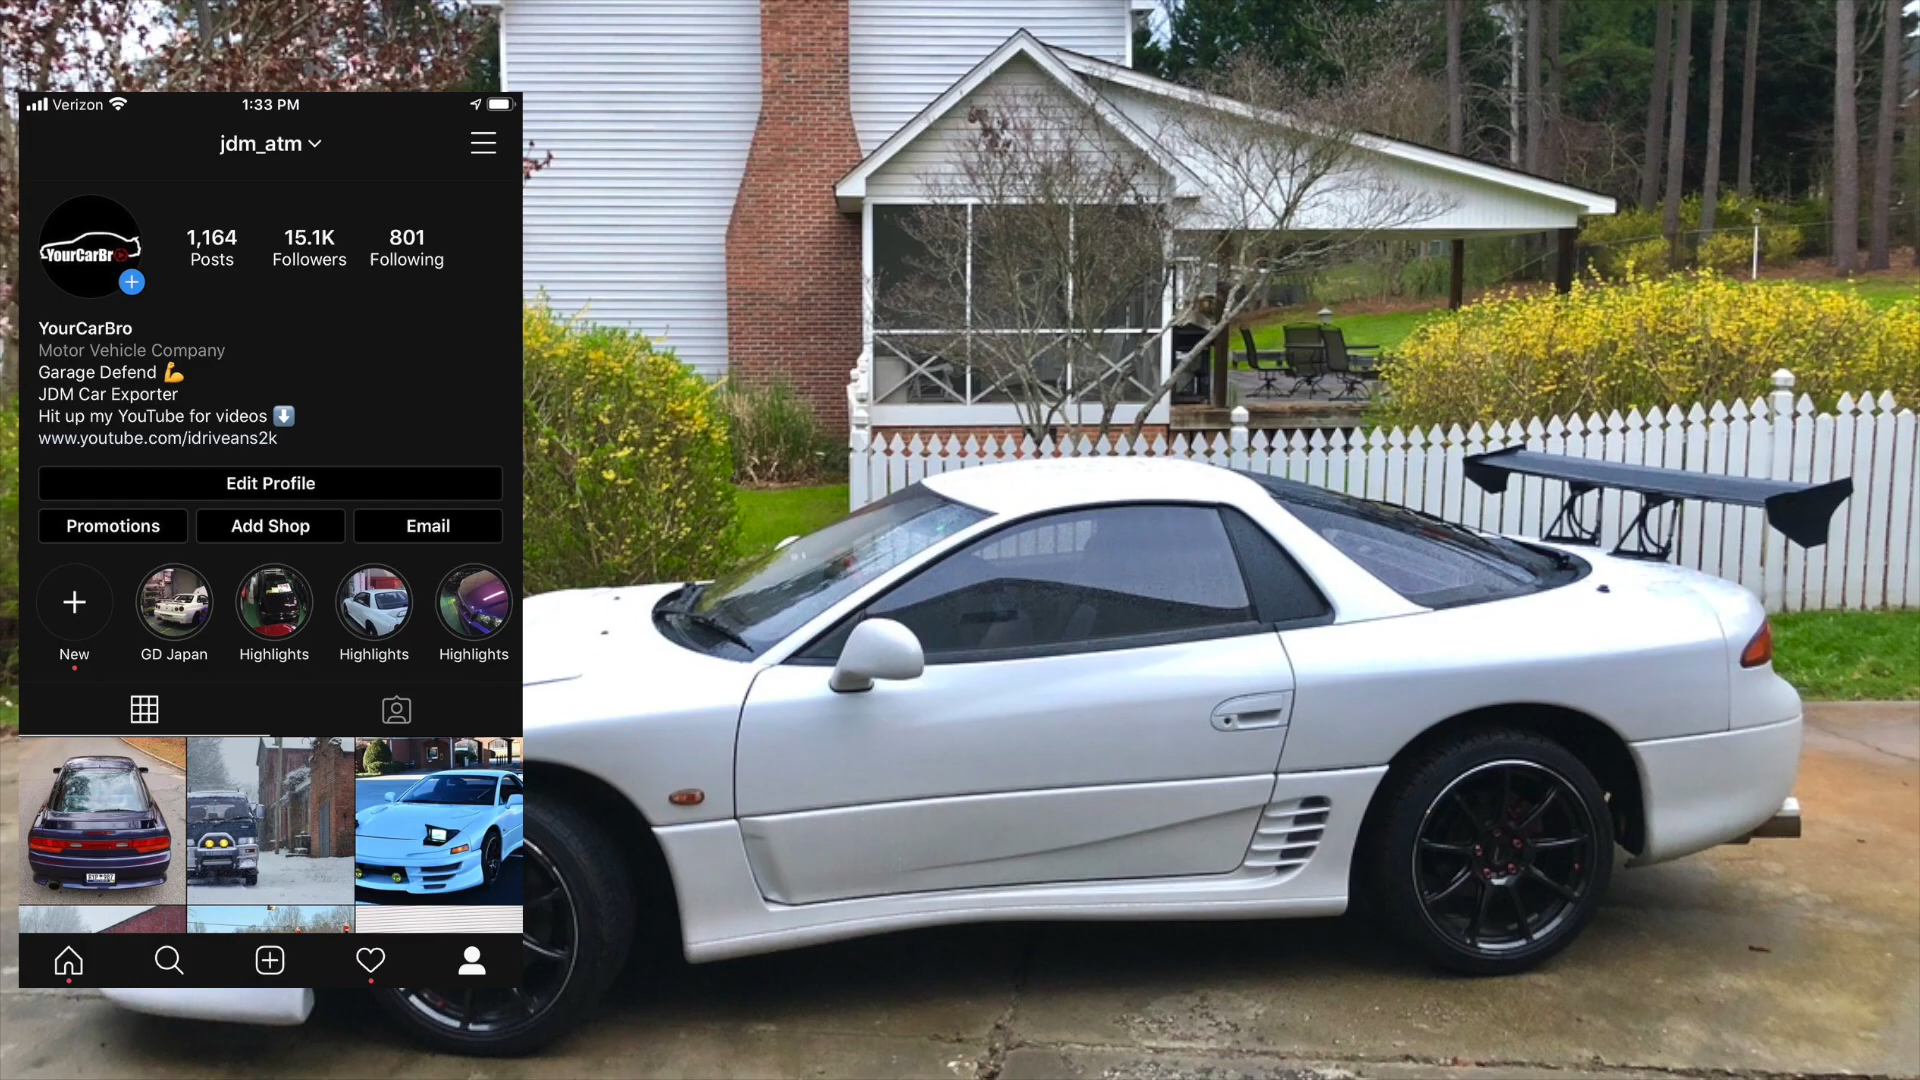 Verizon
1:33 PM
jdm_atm
YourCarBro
1,164 15.1K 801
Posts Followers Following
YourCarBro
Motor Vehicle Company
Garage Defend 💪
JDM Car Exporter
Hit up my YouTube for videos ⬇️
www.youtube.com/idriveans2k
Edit Profile
Promotions Add Shop Email
New GD Japan Highlights Highlights Highlights